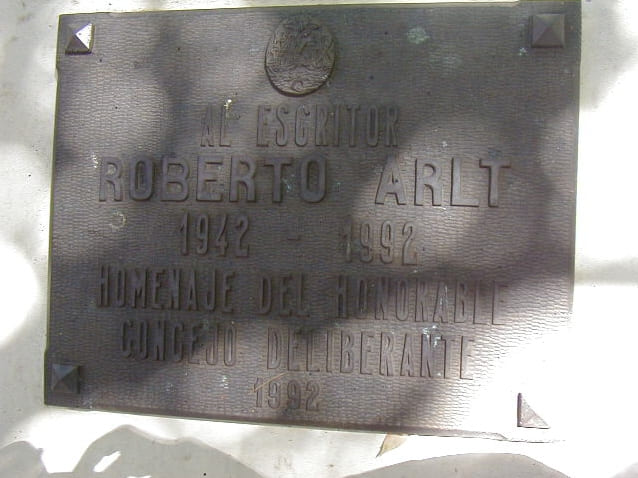 AL ESCRITOR
ROBERTO ARLT
1942 - 1992
HOMENAJE DEL HONORABLE
CONCEJO DELIBERANTE
1992